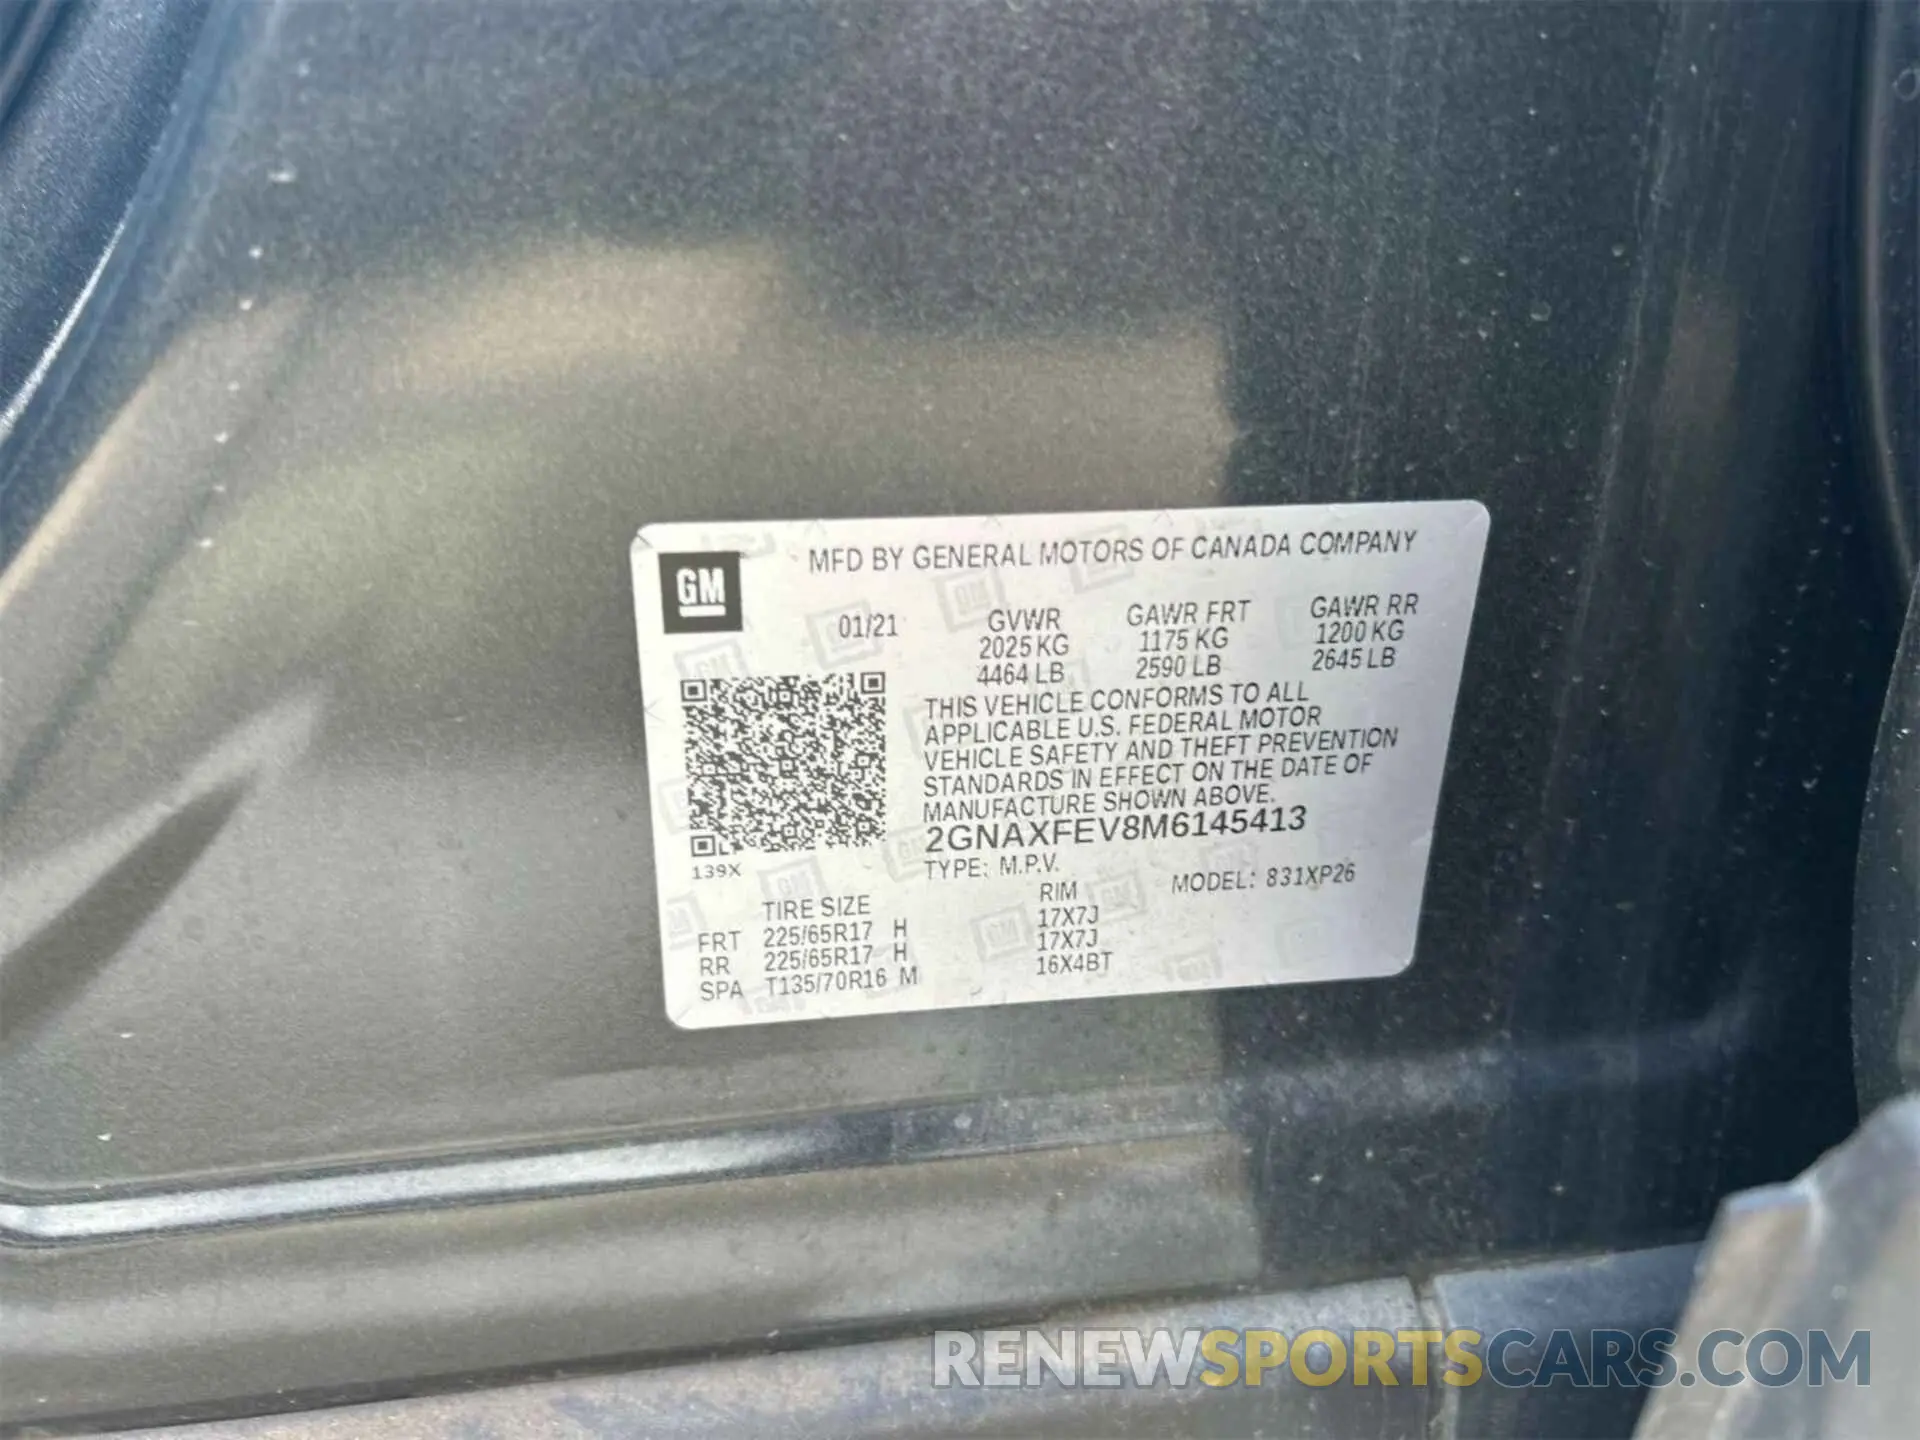 MFD BY GENERAL MOTORS OF CANADA COMPANY
GM
01/21 GVWR GAWR FRT GAWR RR
2025 KG 1175 KG 1200 KG
4464 LB 2590 LB 2645 LB
THIS VEHICLE CONFORMS TO ALL
APPLICABLE U.S. FEDERAL MOTOR
VEHICLE SAFETY AND THEFT PREVENTION
STANDARDS IN EFFECT ON THE DATE OF
MANUFACTURE SHOWN ABOVE.
2GNAXFEV8M6145413
139X
TYPE: M.P.V. MODEL: 831XP26
TIRE SIZE RIM
FRT 225/65R17 H 17X7J
RR 225/65R17 H 17X7J
SPA T135/70R16 M 16X4BT
RENEWSPORTSCARS.COM